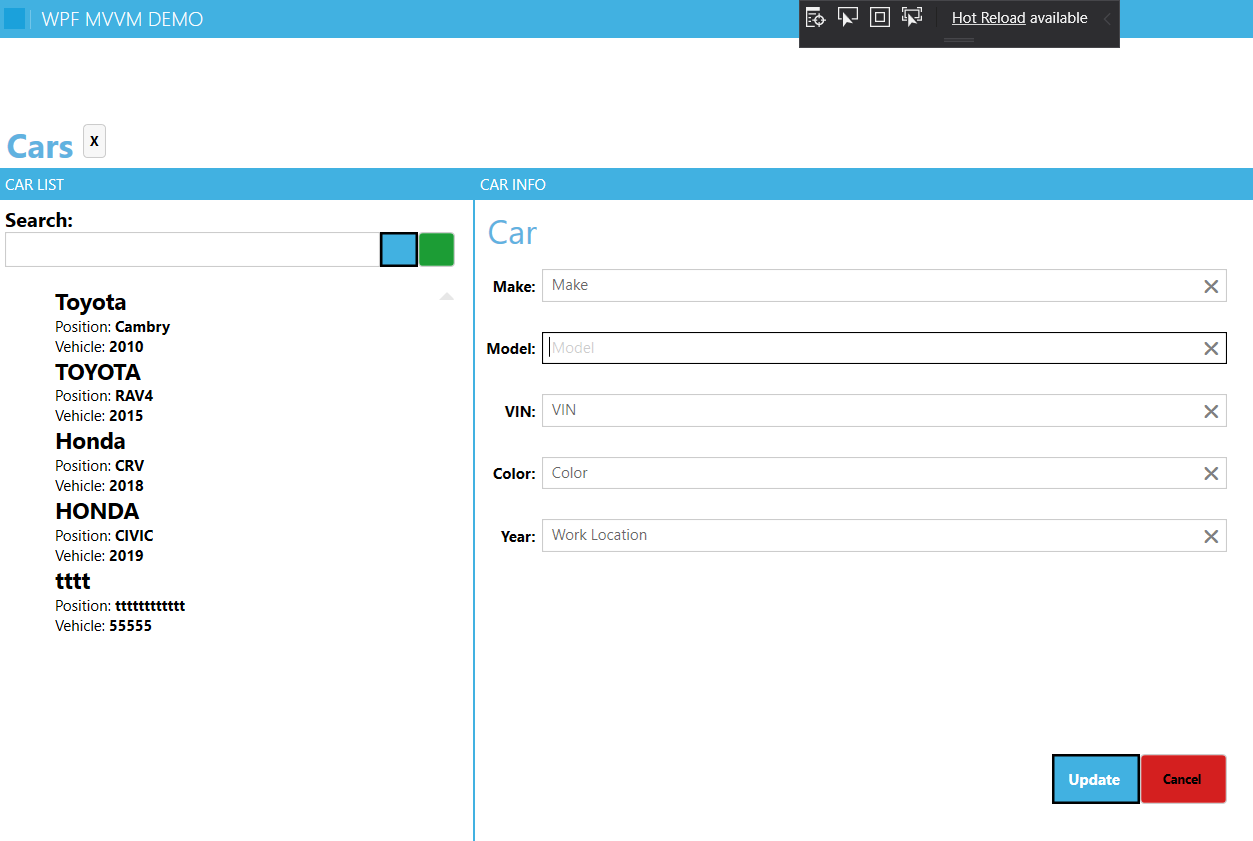 WPF MVVM DEMO
Hot Reload available
Cars X
CAR LIST
CAR INFO
Search:
Toyota
Position: Cambry
Vehicle: 2010
TOYOTA
Position: RAV4
Vehicle: 2015
Honda
Position: CRV
Vehicle: 2018
HONDA
Position: CIVIC
Vehicle: 2019
tttt
Position: tttttttttttt
Vehicle: 55555
Car
Make: Make
Model: Model
VIN: VIN
Color: Color
Year: Work Location
Update
Cancel